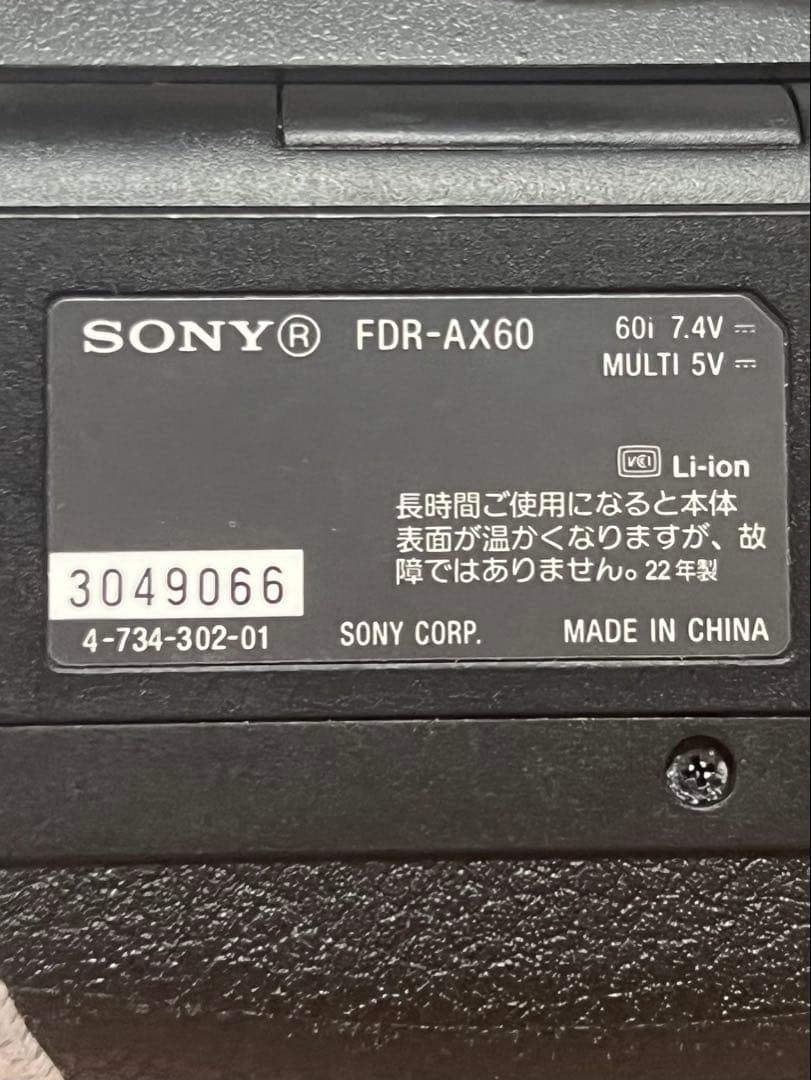 SONY® FDR-AX60 60i 7.4V ⎓
MULTI 5V ⎓
VCI Li-ion
長時間ご使用になると本体
表面が温かくなりますが、故
障ではありません。22年製
3049066
4-734-302-01 SONY CORP. MADE IN CHINA